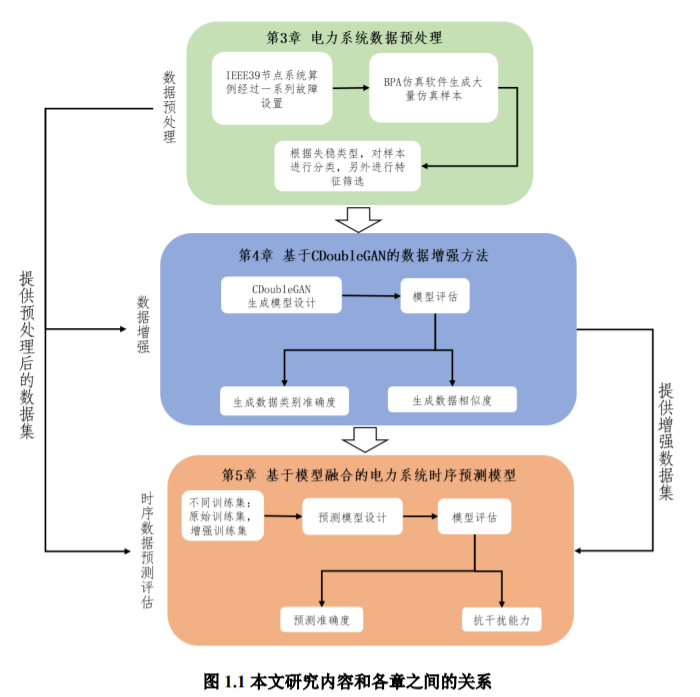 第3章 电力系统数据预处理
数据预处理
IEEE39节点系统算
例经过一系列故障
设置
BPA仿真软件生成大
量仿真样本
根据失稳类型，对样本
进行分类，另外进行特
征筛选
提供预处理后的数据集
第4章 基于CDoubleGAN的数据增强方法
数据增强
CDoubleGAN
生成模型设计
模型评估
生成数据类别准确度
生成数据相似度
提供增强数据集
第5章 基于模型融合的电力系统时序预测模型
时序数据预测评估
不同训练集：
原始训练集，
增强训练集
预测模型设计
模型评估
预测准确度
抗干扰能力
图 1.1 本文研究内容和各章之间的关系